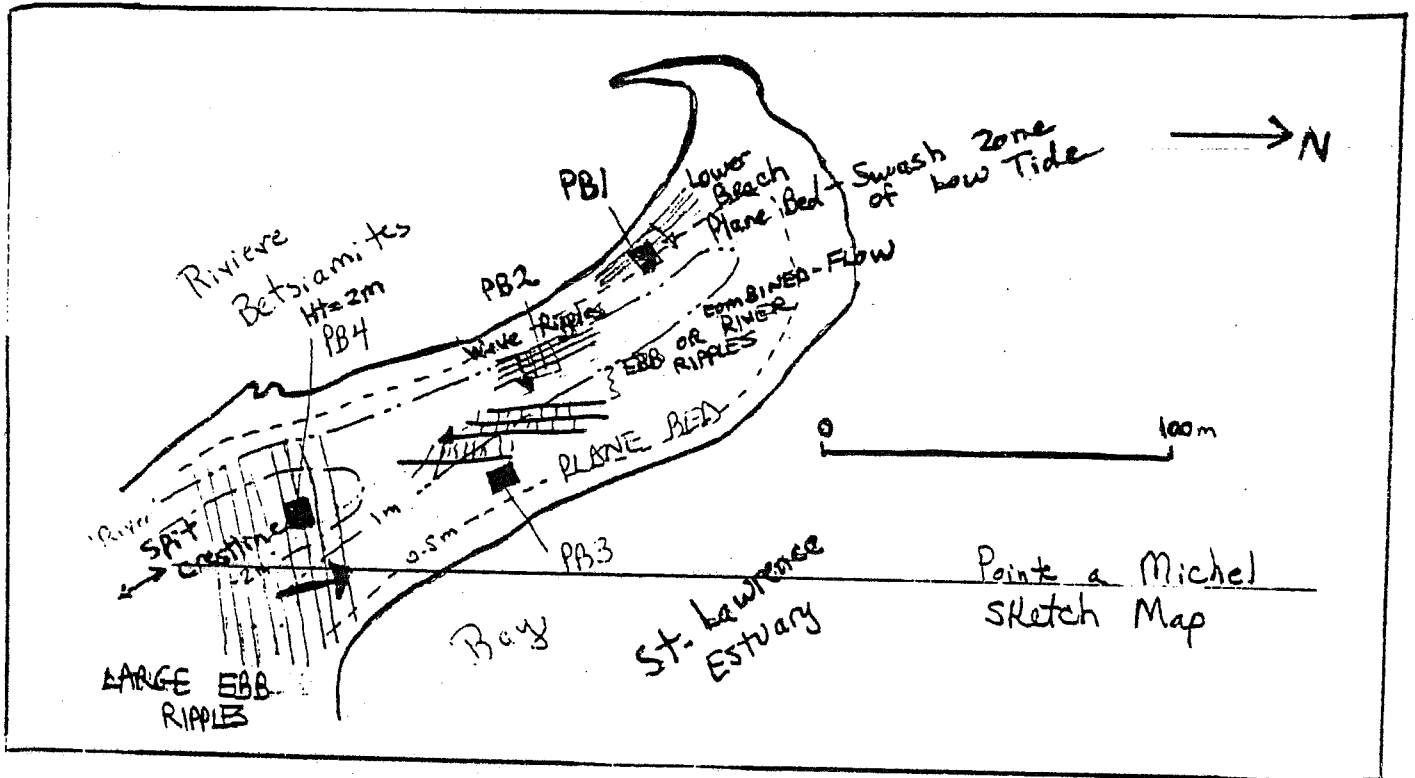 N
Lower
Beach
Plane Bed - Swash Zone
of Low Tide
PB1
Riviere
Betsiamites
Ht=2m
PB4
PB2
Wave Ripples
COMBINED-FLOW
EBB OR RIVER
RIPPLES
PLANE BED
0
100m
Spit
Crestline
2m
1m
0.5m
PB3
Bay
St. Lawrense
Estuary
Pointe a Michel
Sketch Map
LARGE EBB
RIPPLES